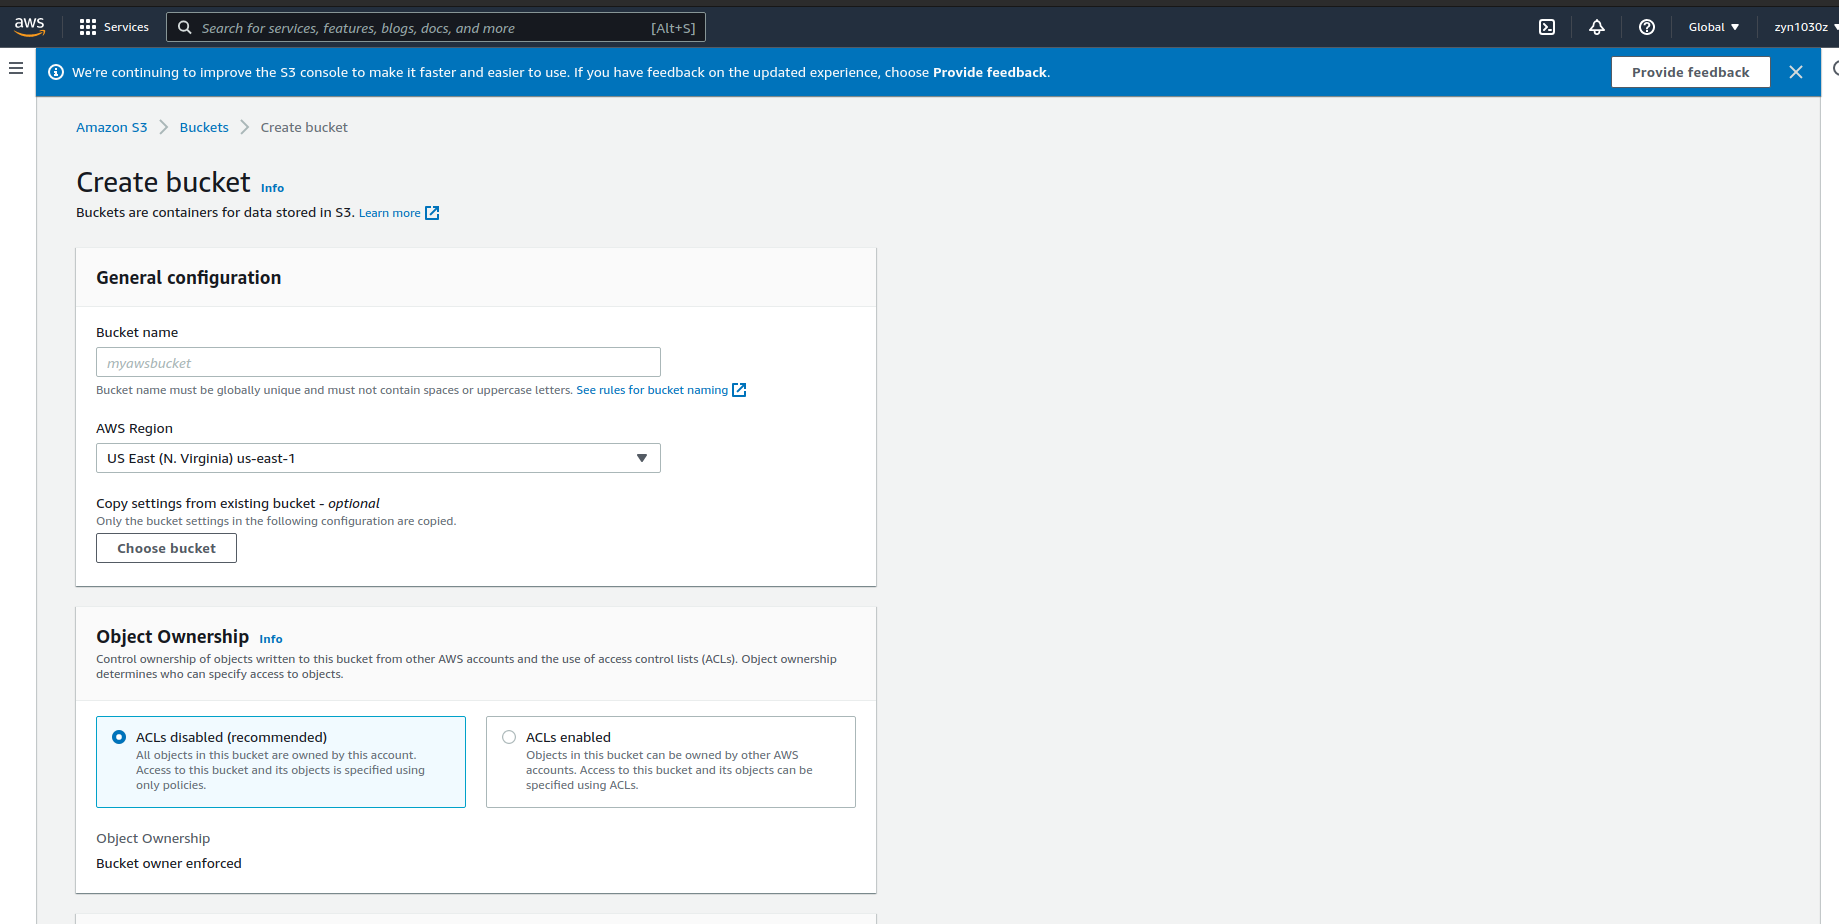 aws
Services
Search for services, features, blogs, docs, and more
[Alt+S]
Global
zyn1030z
We're continuing to improve the S3 console to make it faster and easier to use. If you have feedback on the updated experience, choose Provide feedback.
Provide feedback
Amazon S3
Buckets
Create bucket
Create bucket Info
Buckets are containers for data stored in S3. Learn more
General configuration
Bucket name
myawsbucket
Bucket name must be globally unique and must not contain spaces or uppercase letters. See rules for bucket naming
AWS Region
US East (N. Virginia) us-east-1
Copy settings from existing bucket - optional
Only the bucket settings in the following configuration are copied.
Choose bucket
Object Ownership Info
Control ownership of objects written to this bucket from other AWS accounts and the use of access control lists (ACLs). Object ownership
determines who can specify access to objects.
ACLs disabled (recommended)
All objects in this bucket are owned by this account.
Access to this bucket and its objects is specified using
only policies.
ACLs enabled
Objects in this bucket can be owned by other AWS
accounts. Access to this bucket and its objects can be
specified using ACLs.
Object Ownership
Bucket owner enforced